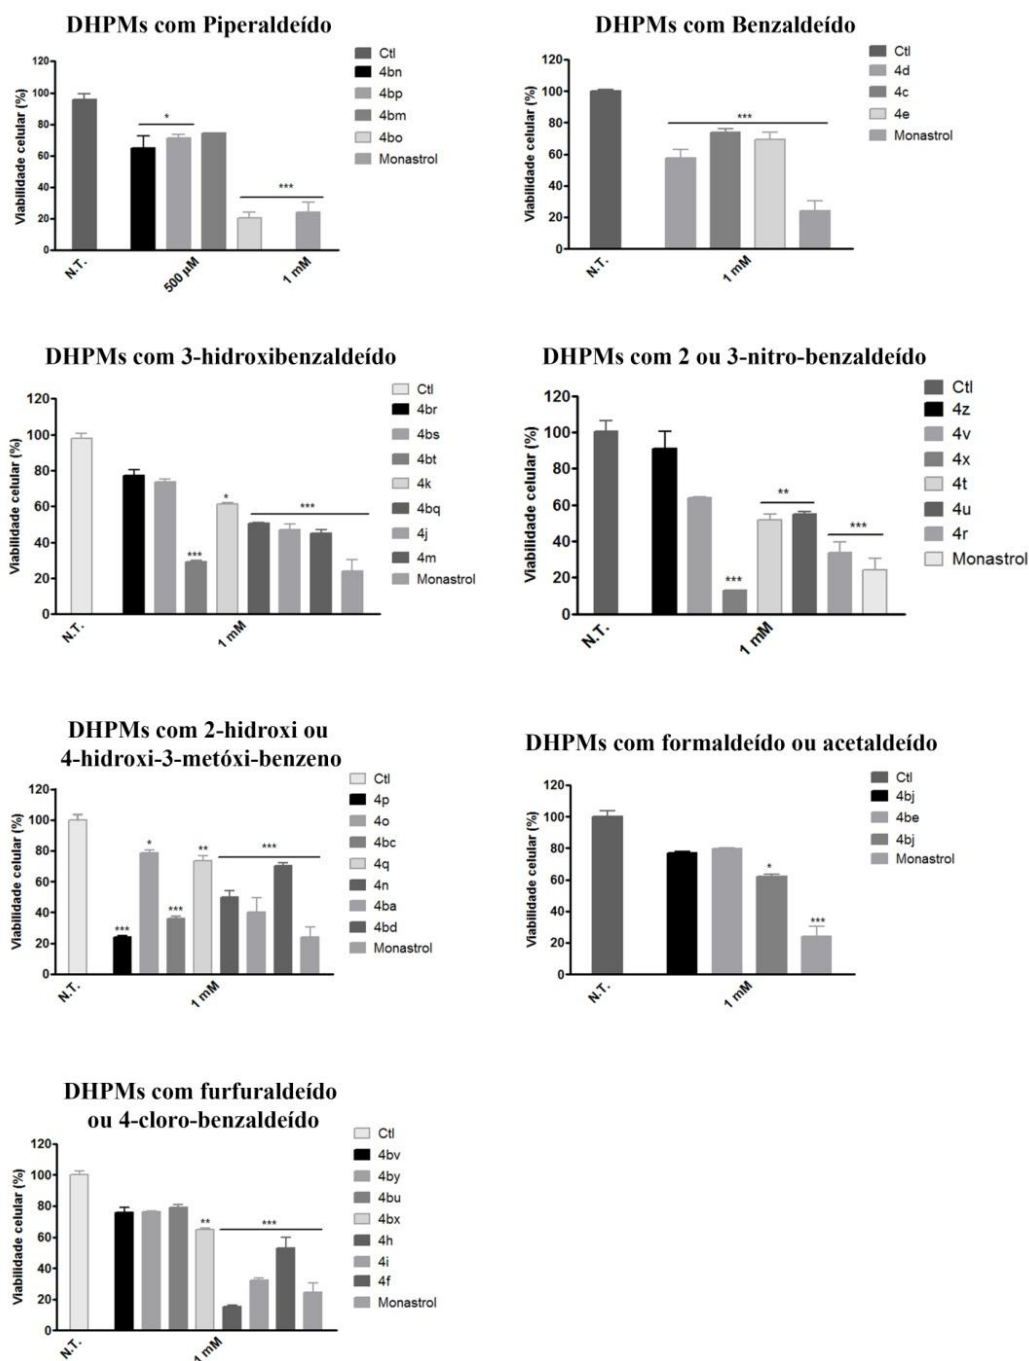 DHPMs com Piperaldeído
Viabilidade celular (%)
120
100
80
60
40
20
0
*
***
N.T.
500 µM
1 mM
Ctl
4bn
4bp
4bm
4bo
Monastrol
DHPMs com Benzaldeído
Viabilidade celular (%)
120
100
80
60
40
20
0
***
N.T.
1 mM
Ctl
4d
4c
4e
Monastrol
DHPMs com 3-hidroxibenzaldeído
Viabilidade celular (%)
120
100
80
60
40
20
0
***
*
***
N.T.
1 mM
Ctl
4br
4bs
4bt
4k
4bq
4j
4m
Monastrol
DHPMs com 2 ou 3-nitro-benzaldeído
Viabilidade celular (%)
120
100
80
60
40
20
0
***
**
***
N.T.
1 mM
Ctl
4z
4v
4x
4t
4u
4r
Monastrol
DHPMs com 2-hidroxi ou
4-hidroxi-3-metóxi-benzeno
Viabilidade celular (%)
120
100
80
60
40
20
0
***
*
***
**
***
N.T.
1 mM
Ctl
4p
4o
4bc
4q
4n
4ba
4bd
Monastrol
DHPMs com formaldeído ou acetaldeído
Viabilidade celular (%)
120
100
80
60
40
20
0
*
***
N.T.
1 mM
Ctl
4bj
4be
4bj
Monastrol
DHPMs com furfuraldeído
ou 4-cloro-benzaldeído
Viabilidade celular (%)
120
100
80
60
40
20
0
**
***
N.T.
1 mM
Ctl
4bv
4by
4bu
4bx
4h
4i
4f
Monastrol